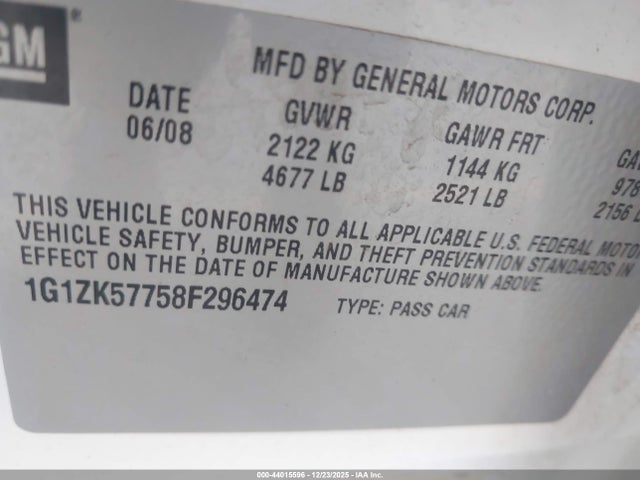 GM ®
MFD BY GENERAL MOTORS CORP.
DATE GVWR GAWR FRT
06/08 2122 KG 1144 KG 978
4677 LB 2521 LB 2156
THIS VEHICLE CONFORMS TO ALL APPLICABLE U.S. FEDERAL MOTOR
VEHICLE SAFETY, BUMPER, AND THEFT PREVENTION STANDARDS IN
EFFECT ON THE DATE OF MANUFACTURE SHOWN ABOVE.
1G1ZK57758F296474 TYPE: PASS CAR
000-44015596 - 12/23/2025 - IAA Inc.